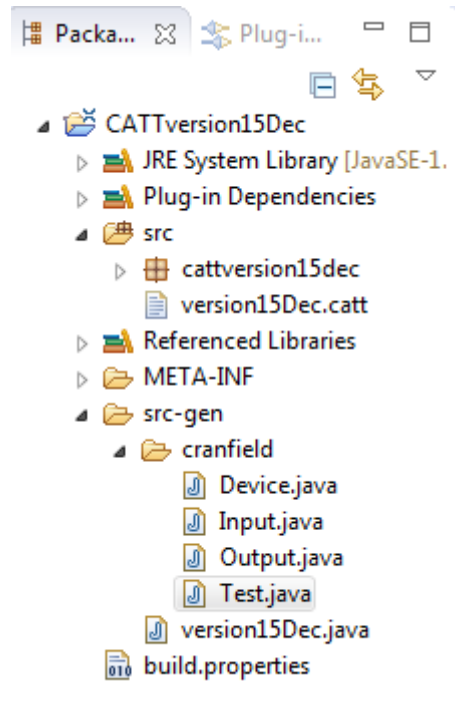 Packa... Plug-i...
CATTversion15Dec
JRE System Library [JavaSE-1.
Plug-in Dependencies
src
cattversion15dec
version15Dec.catt
Referenced Libraries
META-INF
src-gen
cranfield
Device.java
Input.java
Output.java
Test.java
version15Dec.java
build.properties